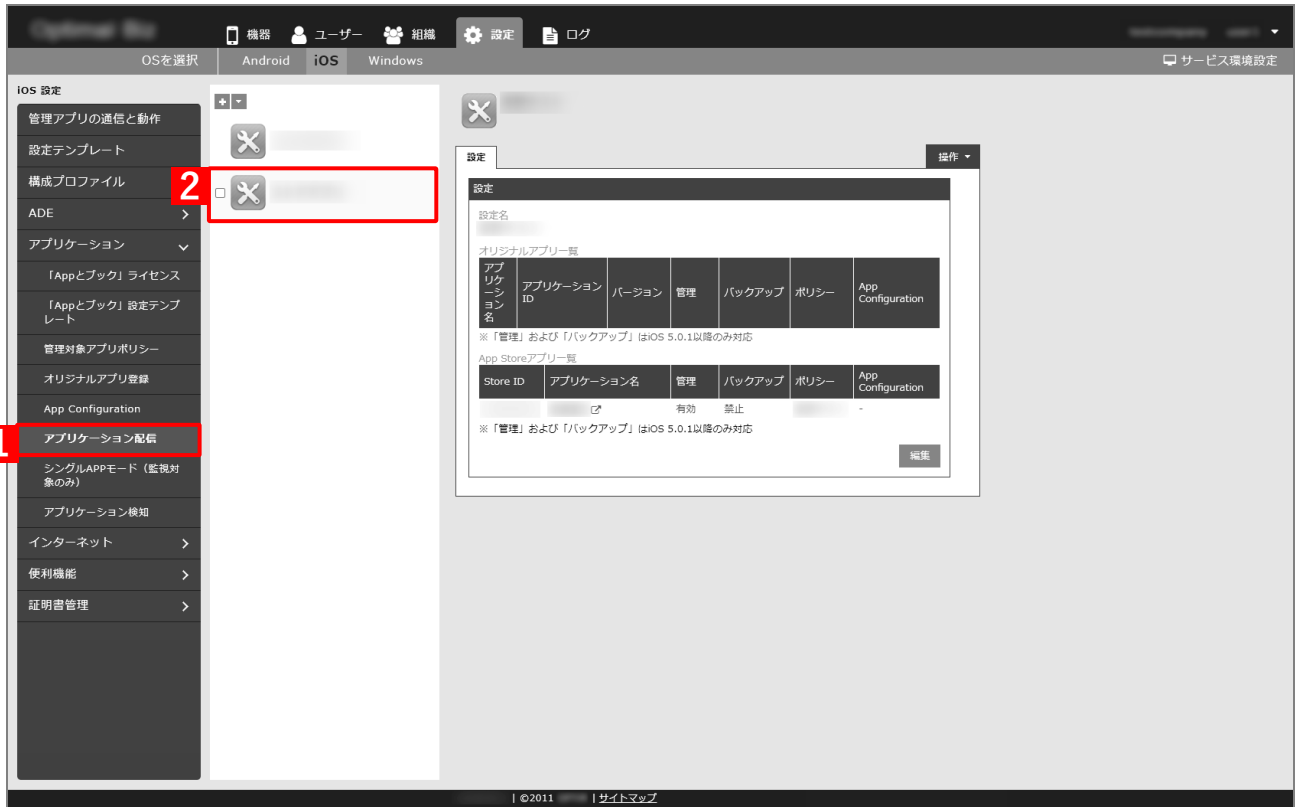 機器
ユーザー
組織
設定
ログ
OSを選択
Android
iOS
Windows
サービス環境設定
iOS 設定
管理アプリの通信と動作
設定テンプレート
構成プロファイル
ADE
アプリケーション
「Appとブック」ライセンス
「Appとブック」設定テンプ
レート
管理対象アプリポリシー
オリジナルアプリ登録
App Configuration
1
アプリケーション配信
シングルAPPモード（監視対
象のみ）
アプリケーション検知
インターネット
便利機能
証明書管理
2
設定
操作
設定
設定名
オリジナルアプリ一覧
アプ
リケ
ーシ
ョン
名
アプリケーション
ID
バージョン
管理
バックアップ
ポリシー
App
Configuration
※「管理」および「バックアップ」はiOS 5.0.1以降のみ対応
App Storeアプリ一覧
Store ID
アプリケーション名
管理
バックアップ
ポリシー
App
Configuration
有効
禁止
-
※「管理」および「バックアップ」はiOS 5.0.1以降のみ対応
編集
| ©2011
| サイトマップ